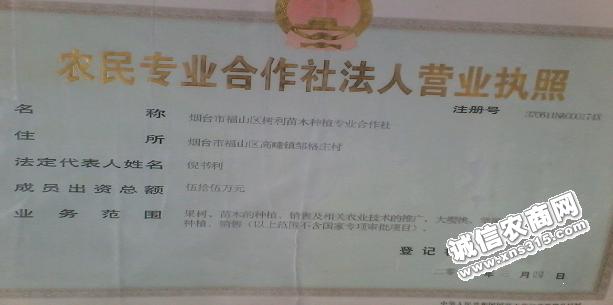 农民专业合作社法人营业执照
注册号
名称 烟台市福山区树利苗木种植专业合作社
住所 烟台市福山区高疃镇邹格庄村
法定代表人姓名 倪书利
成员出资总额 伍拾伍万元
业务范围 果树、苗木的种植、销售及相关农业技术的推广、大樱桃、
种植、销售(以上范围不含国家专项审批项目)。
登记
二〇 月 日
诚信农商网
www.xns315.com